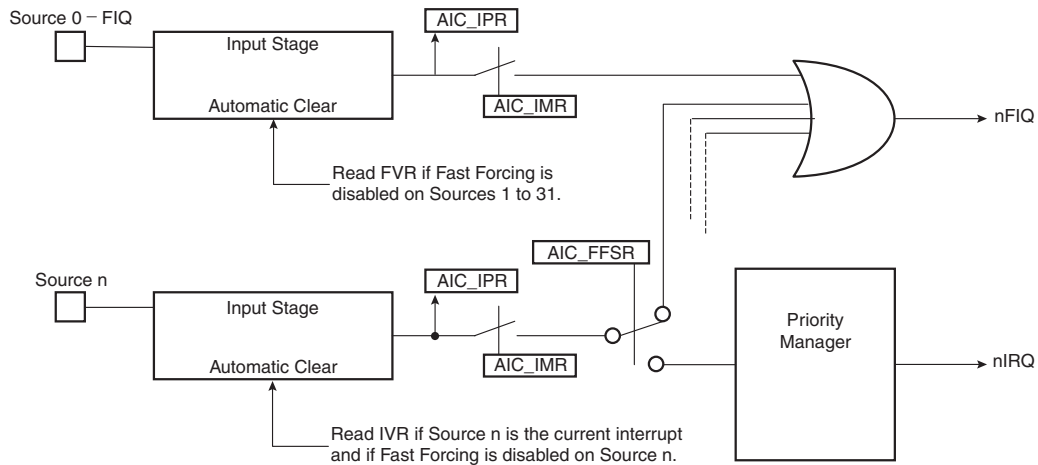 Source 0 – FIQ
AIC_IPR
Input Stage
Automatic Clear
AIC_IMR
nFIQ
Read FVR if Fast Forcing is
disabled on Sources 1 to 31.
AIC_FFSR
Source n
AIC_IPR
Input Stage
Priority
Manager
Automatic Clear
AIC_IMR
nIRQ
Read IVR if Source n is the current interrupt
and if Fast Forcing is disabled on Source n.